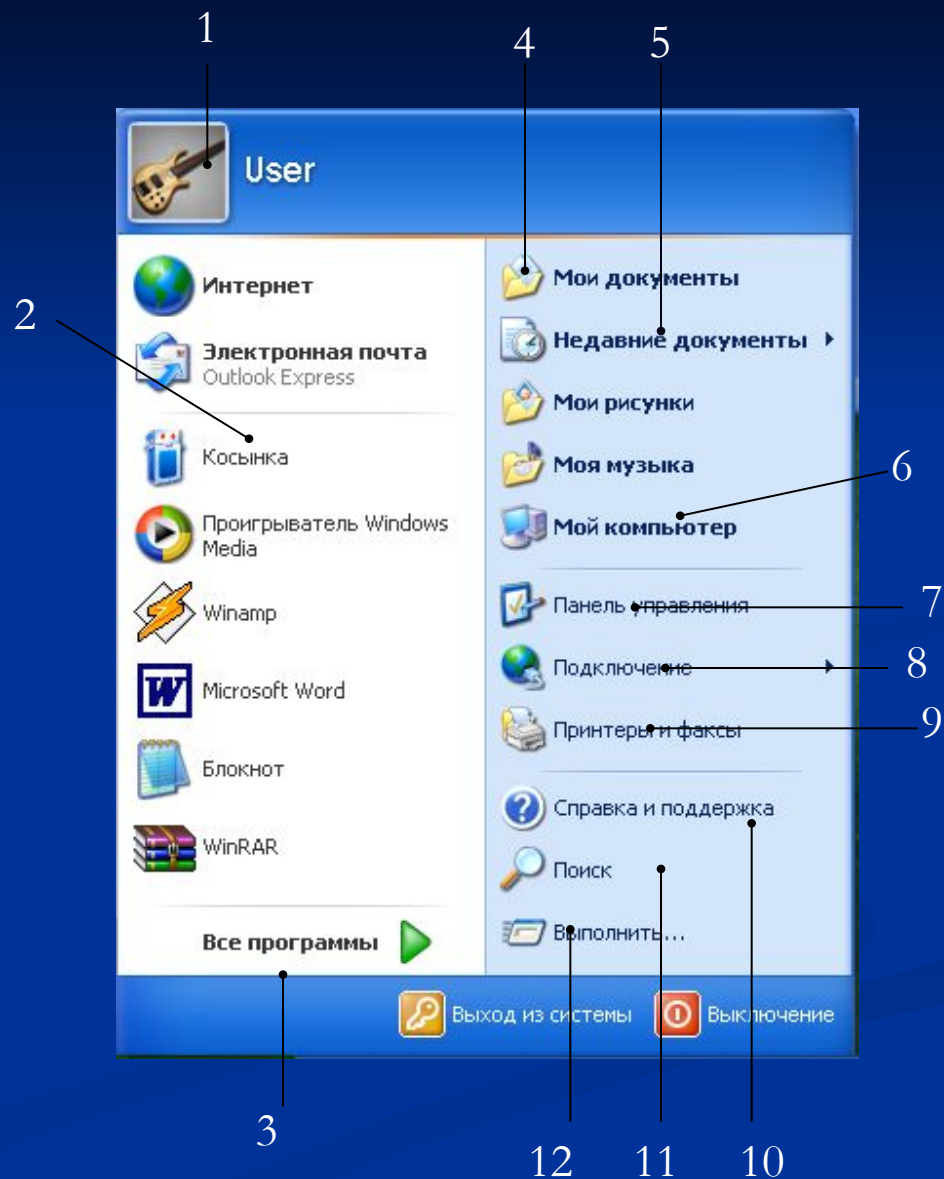 1
4
5
User
Интернет
Электронная почта
Outlook Express
2
Косынка
Проигрыватель Windows
Media
Winamp
Microsoft Word
Блокнот
WinRAR
Все программы
Мои документы
Недавние документы
Мои рисунки
Моя музыка
6
Мой компьютер
Панель управления
7
Подключение
8
Принтеры и факсы
9
Справка и поддержка
Поиск
Выполнить...
Выход из системы
Выключение
3
12
11
10